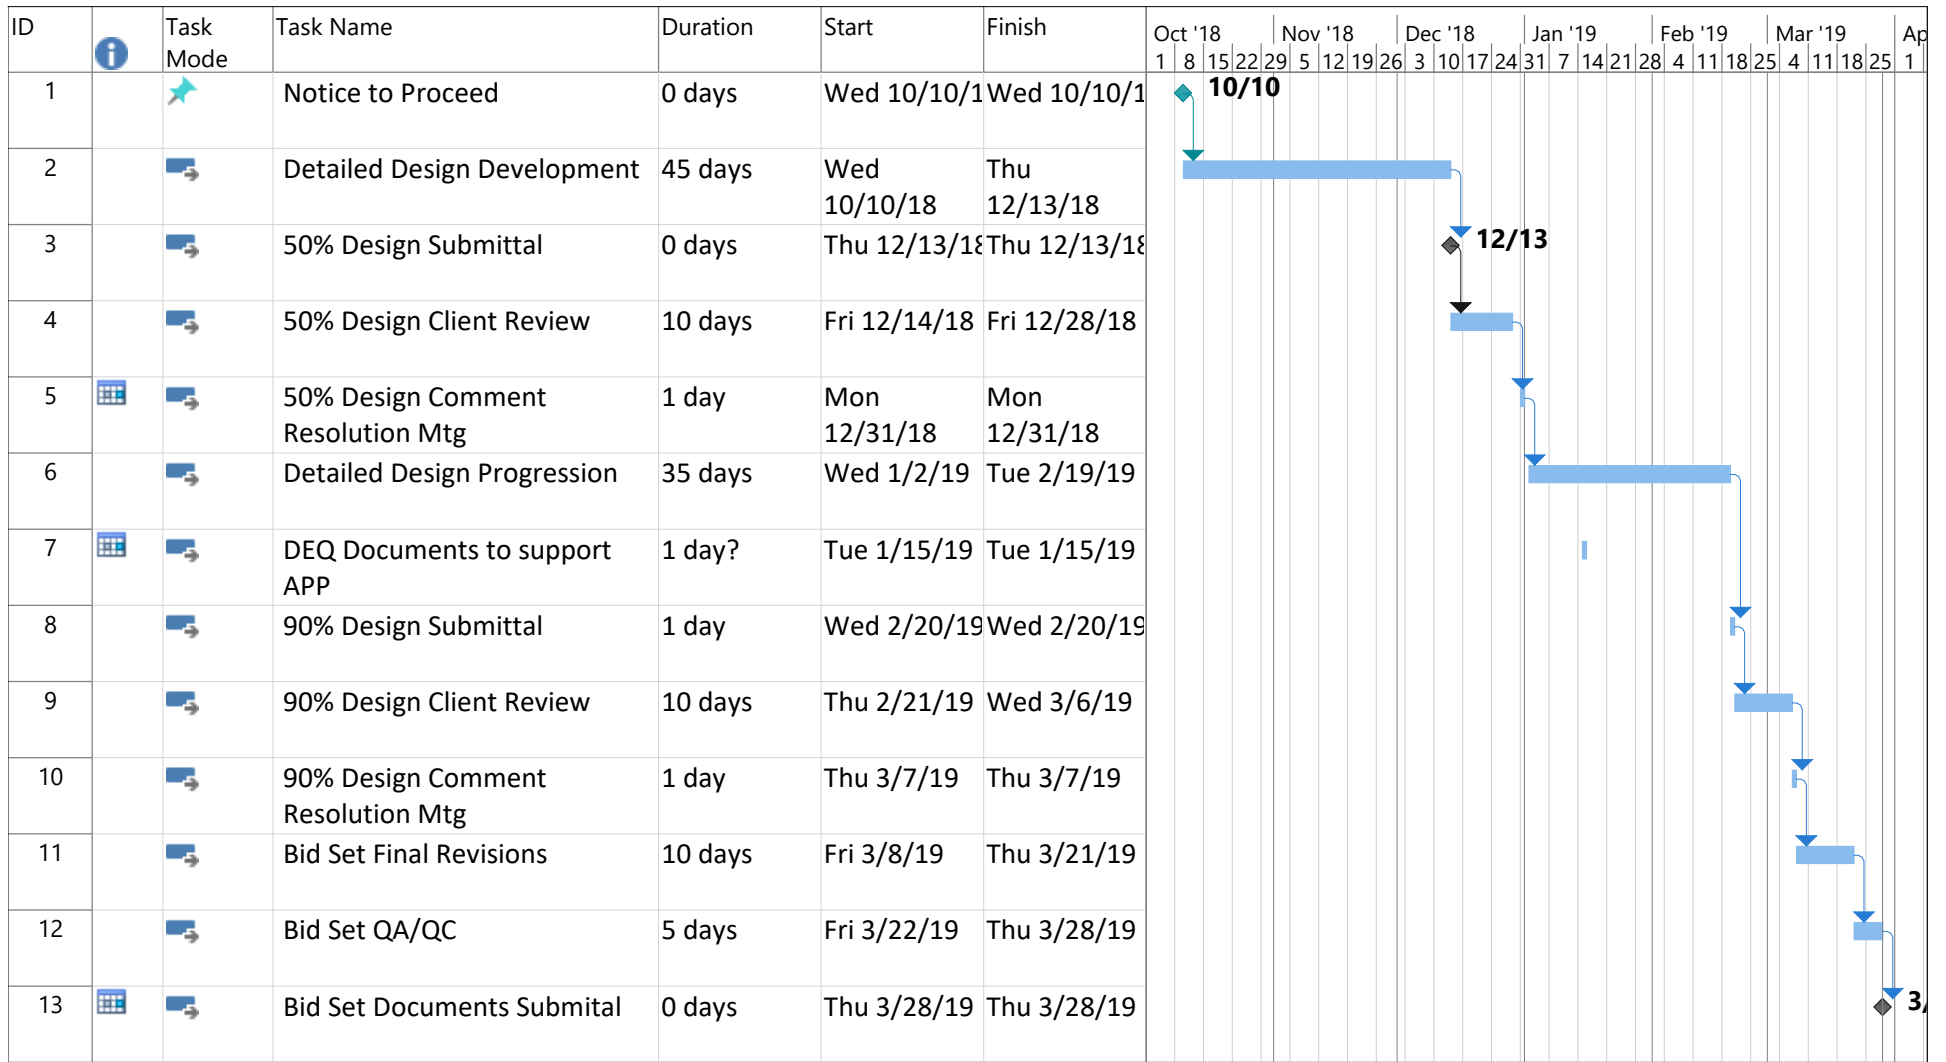 ID Task Mode Task Name Duration Start Finish
Oct '18 Nov '18 Dec '18 Jan '19 Feb '19 Mar '19 Ap
1 8 15 22 29 5 12 19 26 3 10 17 24 31 7 14 21 28 4 11 18 25 4 11 18 25 1
1 Notice to Proceed 0 days Wed 10/10/1 Wed 10/10/1 10/10
2 Detailed Design Development 45 days Wed 10/10/18 Thu 12/13/18
3 50% Design Submittal 0 days Thu 12/13/18 Thu 12/13/18 12/13
4 50% Design Client Review 10 days Fri 12/14/18 Fri 12/28/18
5 50% Design Comment Resolution Mtg 1 day Mon 12/31/18 Mon 12/31/18
6 Detailed Design Progression 35 days Wed 1/2/19 Tue 2/19/19
7 DEQ Documents to support APP 1 day? Tue 1/15/19 Tue 1/15/19
8 90% Design Submittal 1 day Wed 2/20/19 Wed 2/20/19
9 90% Design Client Review 10 days Thu 2/21/19 Wed 3/6/19
10 90% Design Comment Resolution Mtg 1 day Thu 3/7/19 Thu 3/7/19
11 Bid Set Final Revisions 10 days Fri 3/8/19 Thu 3/21/19
12 Bid Set QA/QC 5 days Fri 3/22/19 Thu 3/28/19
13 Bid Set Documents Submital 0 days Thu 3/28/19 Thu 3/28/19 3/